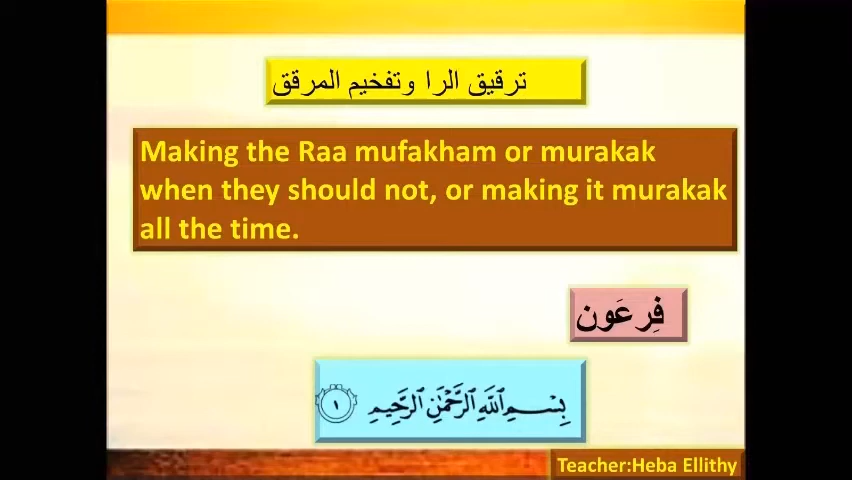 ترقيق الرا وتفخيم المرقق
Making the Raa mufakham or murakak
when they should not, or making it murakak
all the time.
فِرعَون
بِسْمِ ٱللَّهِ ٱلرَّحْمَٰنِ ٱلرَّحِيمِ ١
Teacher:Heba Ellithy